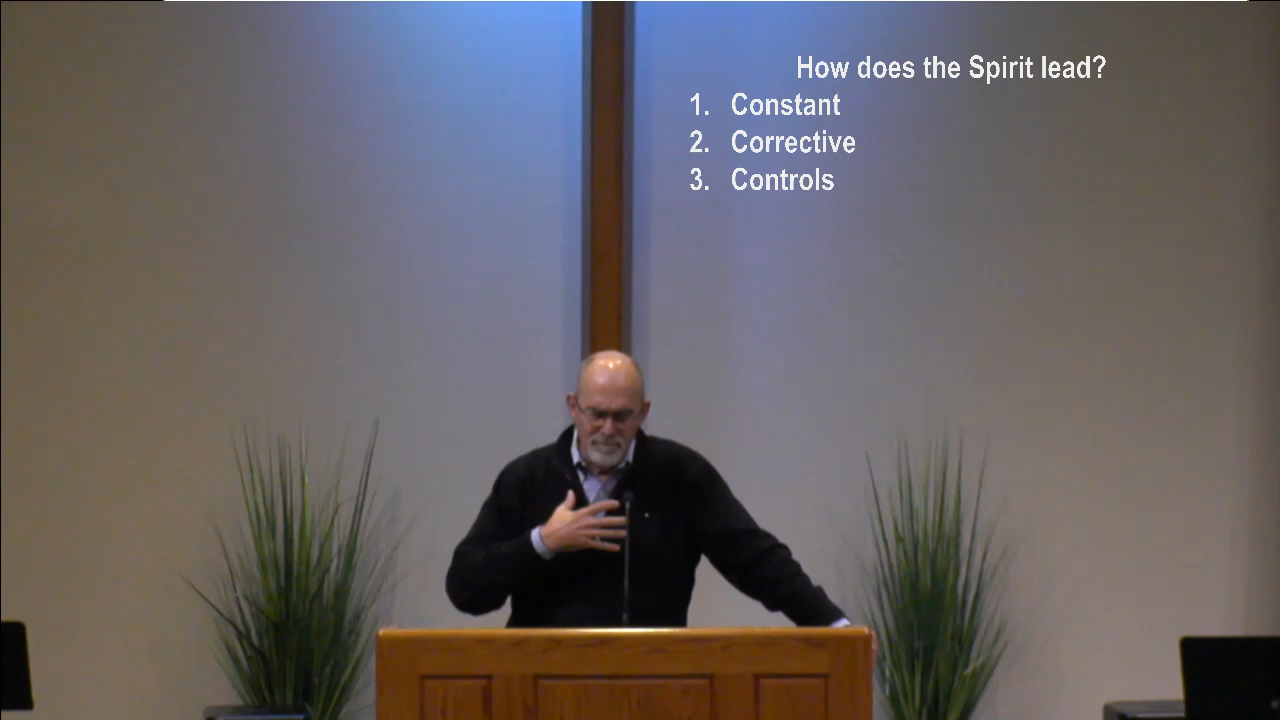 How does the Spirit lead?
1. Constant
2. Corrective
3. Controls